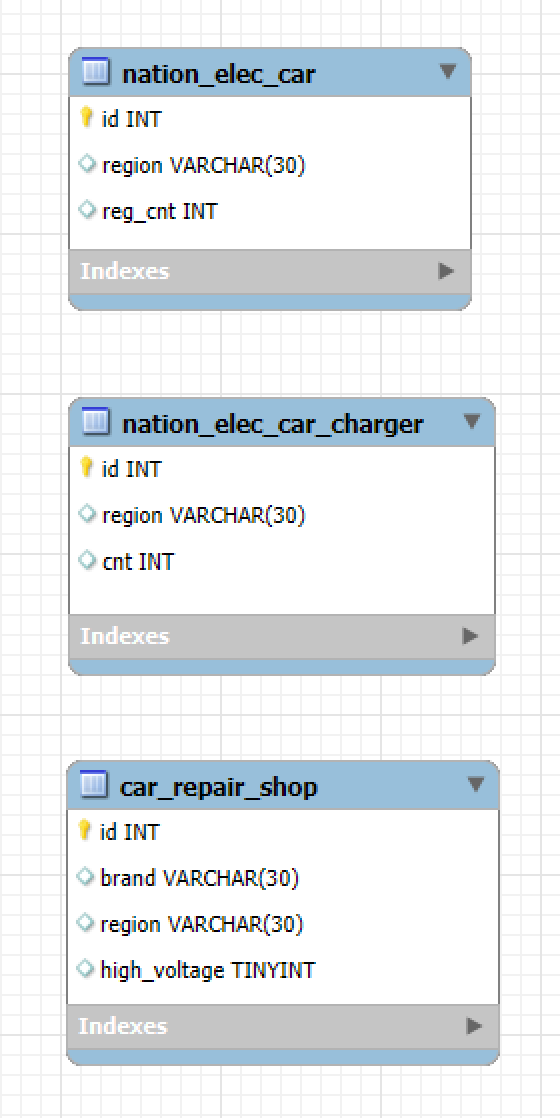 nation_elec_car
id INT
region VARCHAR(30)
reg_cnt INT
Indexes
nation_elec_car_charger
id INT
region VARCHAR(30)
cnt INT
Indexes
car_repair_shop
id INT
brand VARCHAR(30)
region VARCHAR(30)
high_voltage TINYINT
Indexes